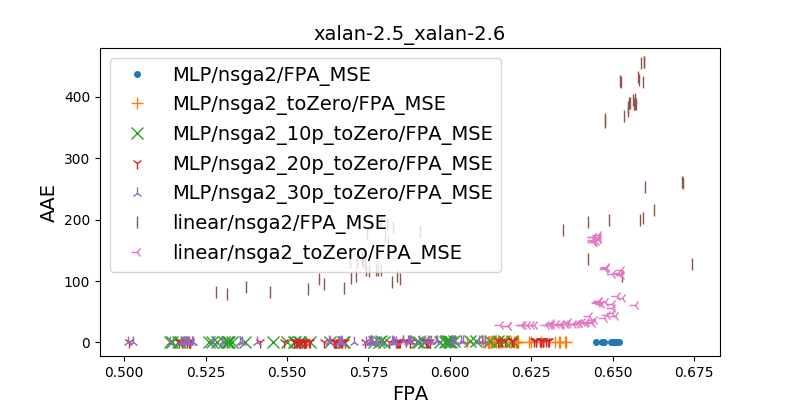 xalan-2.5_xalan-2.6
400
300
200
100
0
AAE
MLP/nsga2/FPA_MSE
MLP/nsga2_toZero/FPA_MSE
MLP/nsga2_10p_toZero/FPA_MSE
MLP/nsga2_20p_toZero/FPA_MSE
MLP/nsga2_30p_toZero/FPA_MSE
linear/nsga2/FPA_MSE
linear/nsga2_toZero/FPA_MSE
0.500 0.525 0.550 0.575 0.600 0.625 0.650 0.675
FPA